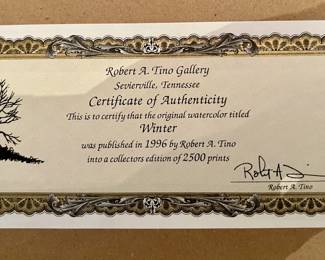 Robert A. Tino Gallery
Sevierville, Tennessee
Certificate of Authenticity
This is to certify that the original watercolor titled
Winter
was published in 1996 by Robert A. Tino
into a collectors edition of 2500 prints
Robert A. Tino